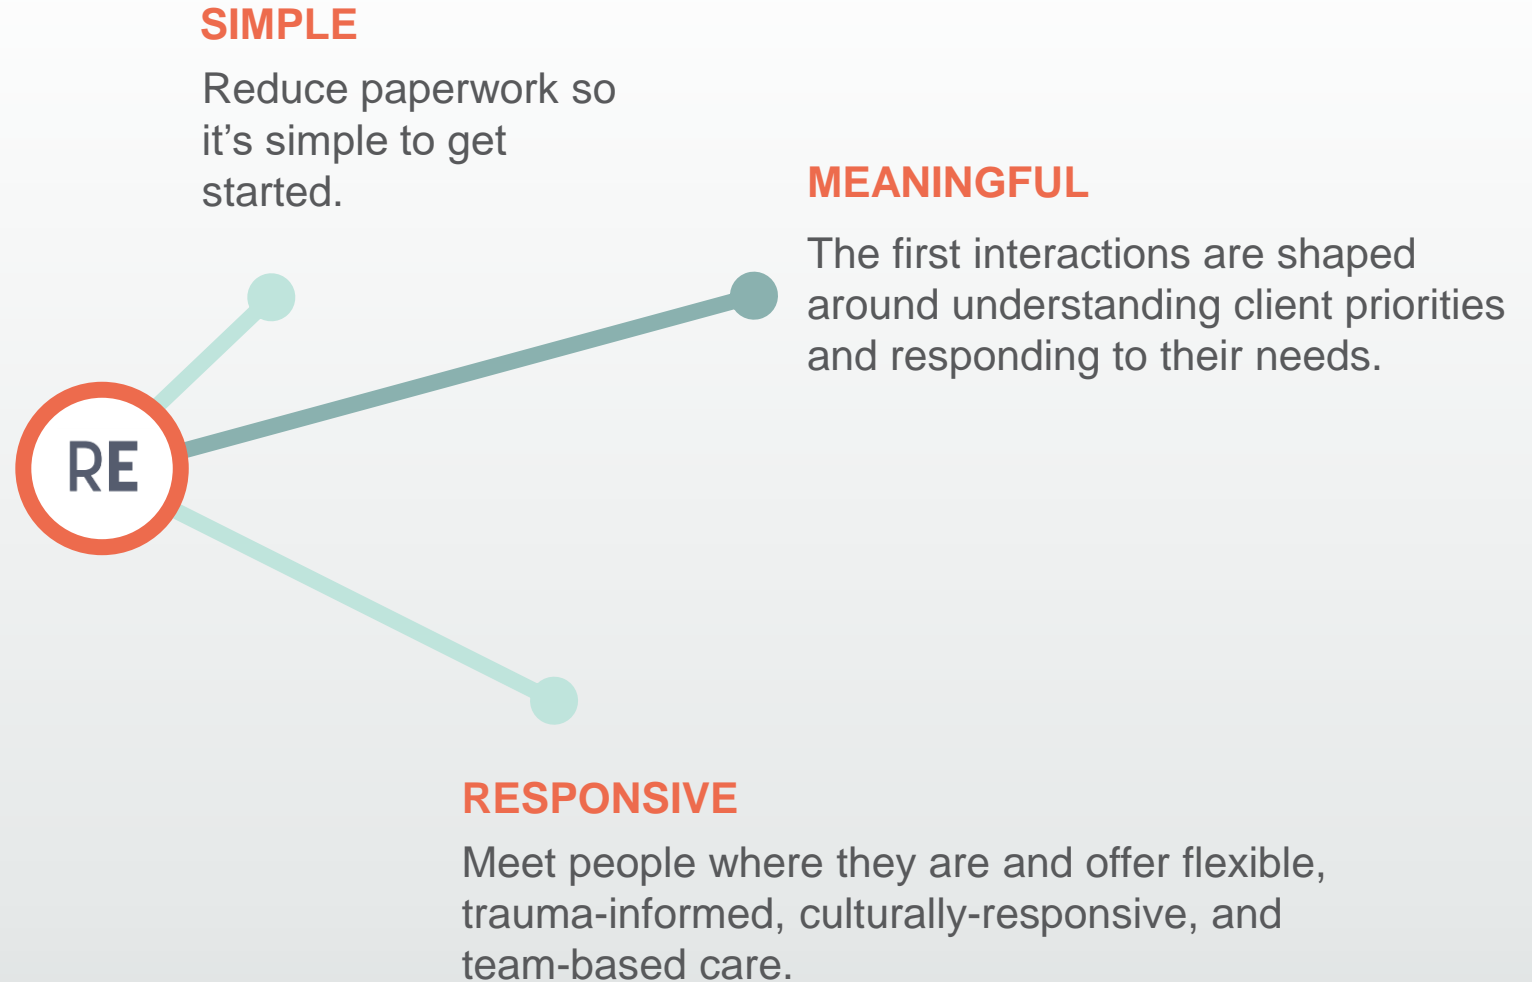 SIMPLE
Reduce paperwork so
it’s simple to get
started.
MEANINGFUL
The first interactions are shaped
around understanding client priorities
and responding to their needs.
RE
RESPONSIVE
Meet people where they are and offer flexible,
trauma-informed, culturally-responsive, and
team-based care.